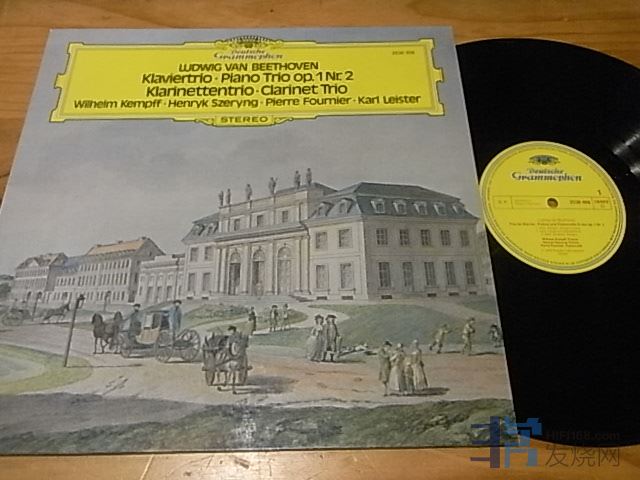 Deutsche
Grammophon
LUDWIG VAN BEETHOVEN
Klaviertrio · Piano Trio op.1 Nr.2
Klarinettentrio · Clarinet Trio
Wilhelm Kempff · Henryk Szeryng · Pierre Fournier · Karl Leister
STEREO
Deutsche
Grammophon
1
HIFI168.com
发烧网